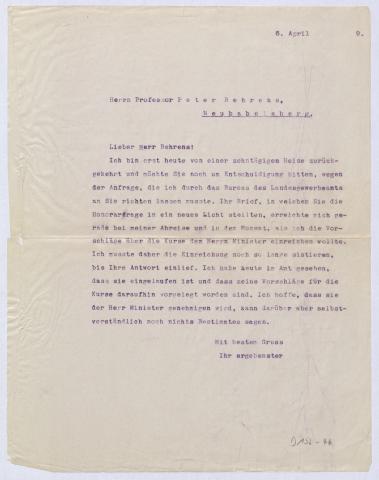 6. April 9.
Herrn Professor Peter Behrens,
Neubabelsberg.
Lieber Herr Behrens!
Ich bin erst heute von einer zehntägigen Reise zurück-
gekehrt und möchte Sie noch um Entschuldigung bitten, wegen
der Anfrage, die ich durch das Bureau des Landesgewerbeamts
an Sie richten lassen musste. Ihr Brief, in welchem Sie die
Honorarfrage in ein neues Licht stellten, erreichte mich ge-
rade bei meiner Abreise und in dem Moment, als ich die Vor-
schläge über die Kurse dem Herrn Minister einreichen wollte.
Ich musste daher die Einreichung noch so lange sistieren,
bis Ihre Antwort einlief. Ich habe heute im Amt gesehen,
dass sie eingelaufen ist und dass meine Vorschläge für die
Kurse daraufhin vorgelegt worden sind. Ich hoffe, dass sie
der Herr Minister genehmigen wird, kann darüber aber selbst-
verständlich noch nichts Bestimmtes sagen.
Mit bestem Gruss
Ihr ergebenster